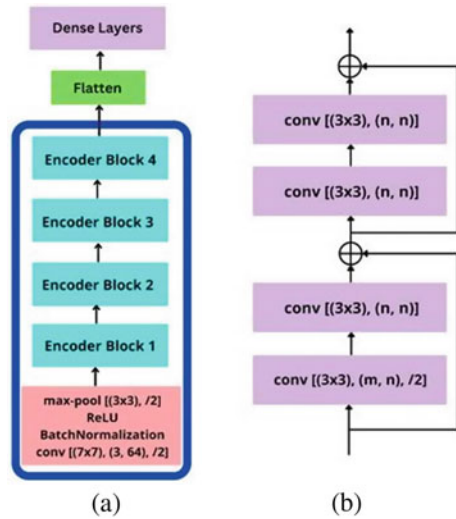 Dense Layers
Flatten
Encoder Block 4
Encoder Block 3
Encoder Block 2
Encoder Block 1
max-pool [(3x3), /2]
ReLU
BatchNormalization
conv [(7x7), (3, 64), /2]
(a)
conv [(3x3), (n, n)]
conv [(3x3), (n, n)]
conv [(3x3), (n, n)]
conv [(3x3), (m, n), /2]
(b)